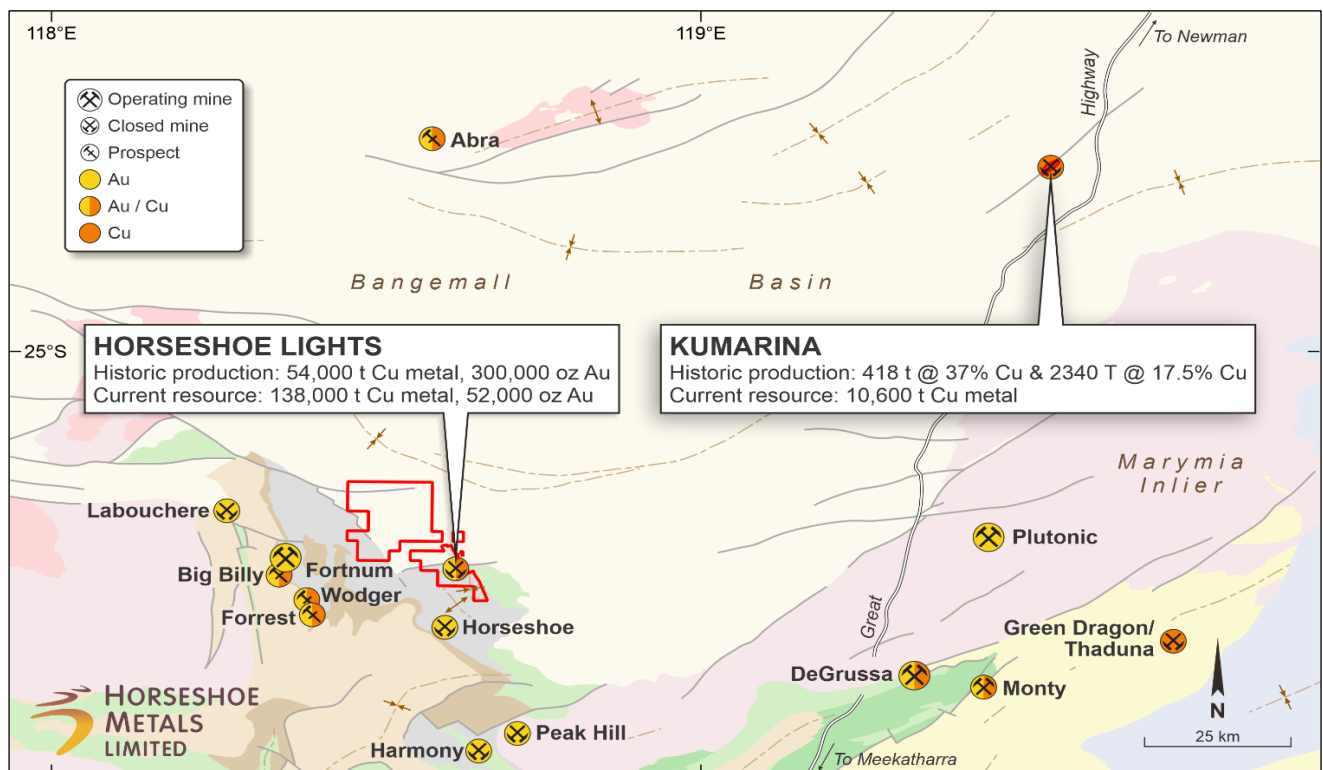 118°E
119°E
To Newman
Highway
Operating mine
Closed mine
Prospect
Au
Au / Cu
Cu
Abra
Bangemall Basin
25°S
HORSESHOE LIGHTS
Historic production: 54,000 t Cu metal, 300,000 oz Au
Current resource: 138,000 t Cu metal, 52,000 oz Au
KUMARINA
Historic production: 418 t @ 37% Cu & 2340 T @ 17.5% Cu
Current resource: 10,600 t Cu metal
Marymia
Inlier
Labouchere
Plutonic
Fortnum
Big Billy
Wodger
Forrest
Horseshoe
Great
Green Dragon/
Thaduna
DeGrussa
Monty
Peak Hill
Harmony
N
25 km
To Meekatharra
HORSESHOE
METALS
LIMITED